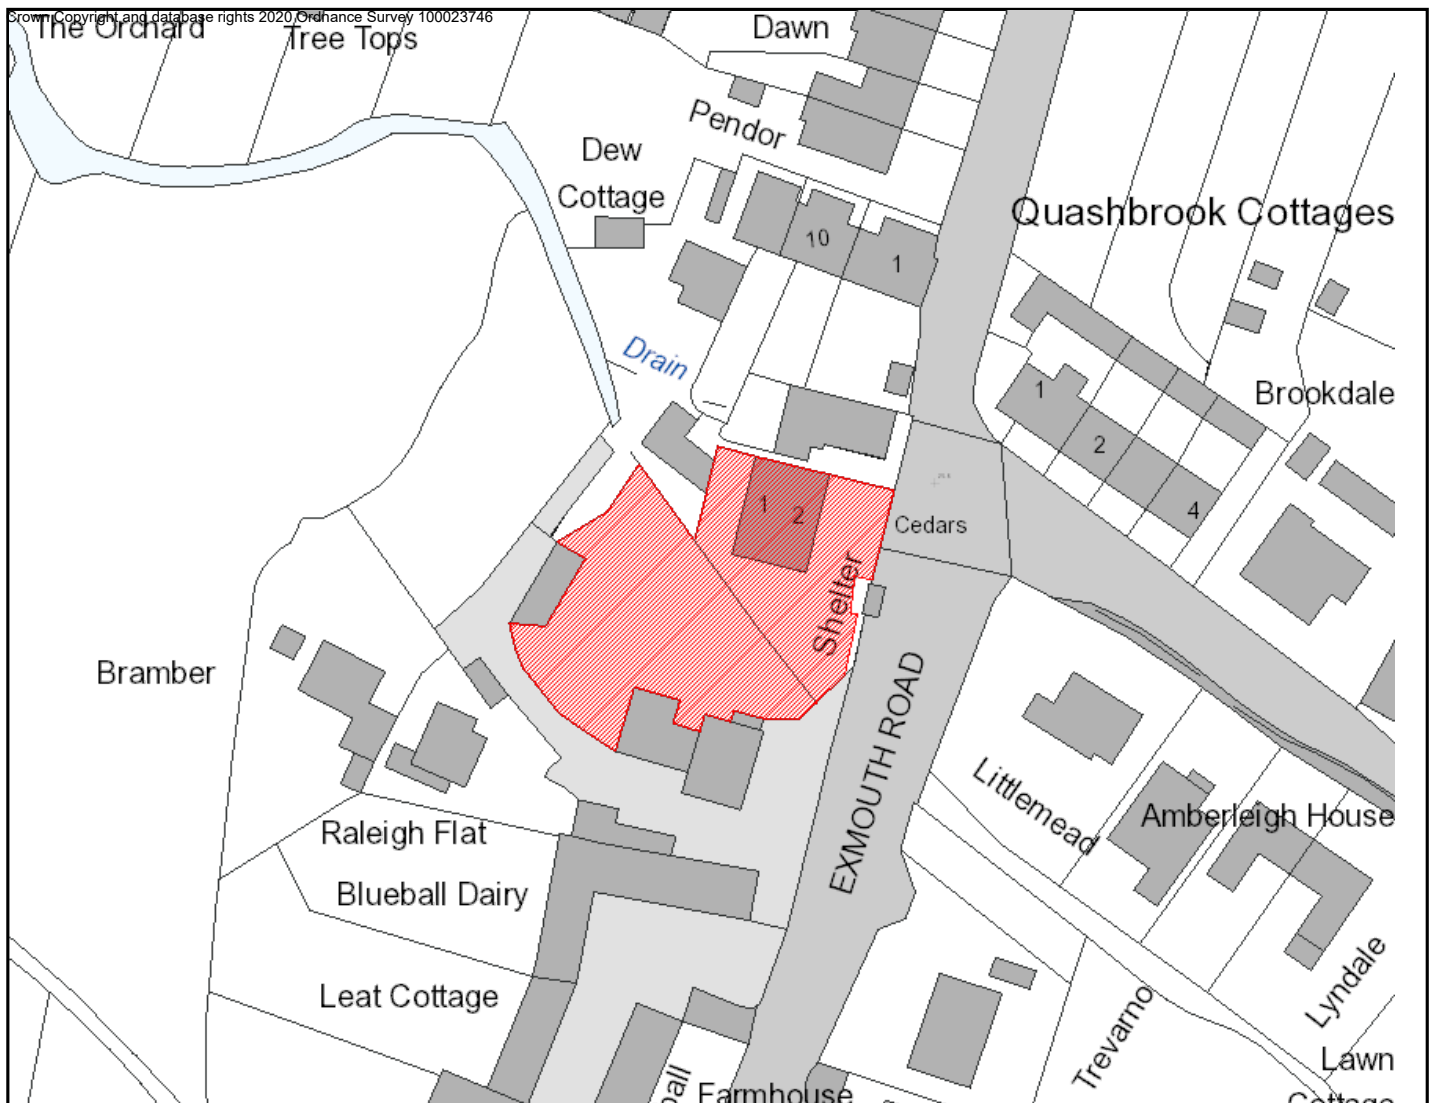 Crown Copyright and database rights 2020 Ordnance Survey 100023746
The Orchard
Tree Tops
Dawn
Pendor
Dew
Cottage
Quashbrook Cottages
10
1
Drain
Brookdale
1
2
4
1
2
Cedars
Shelter
Bramber
EXMOUTH ROAD
Littlemead
Amberleigh House
Raleigh Flat
Blueball Dairy
Leat Cottage
Lyndale
Trevarno
Lawn
Cottage
Farmhouse